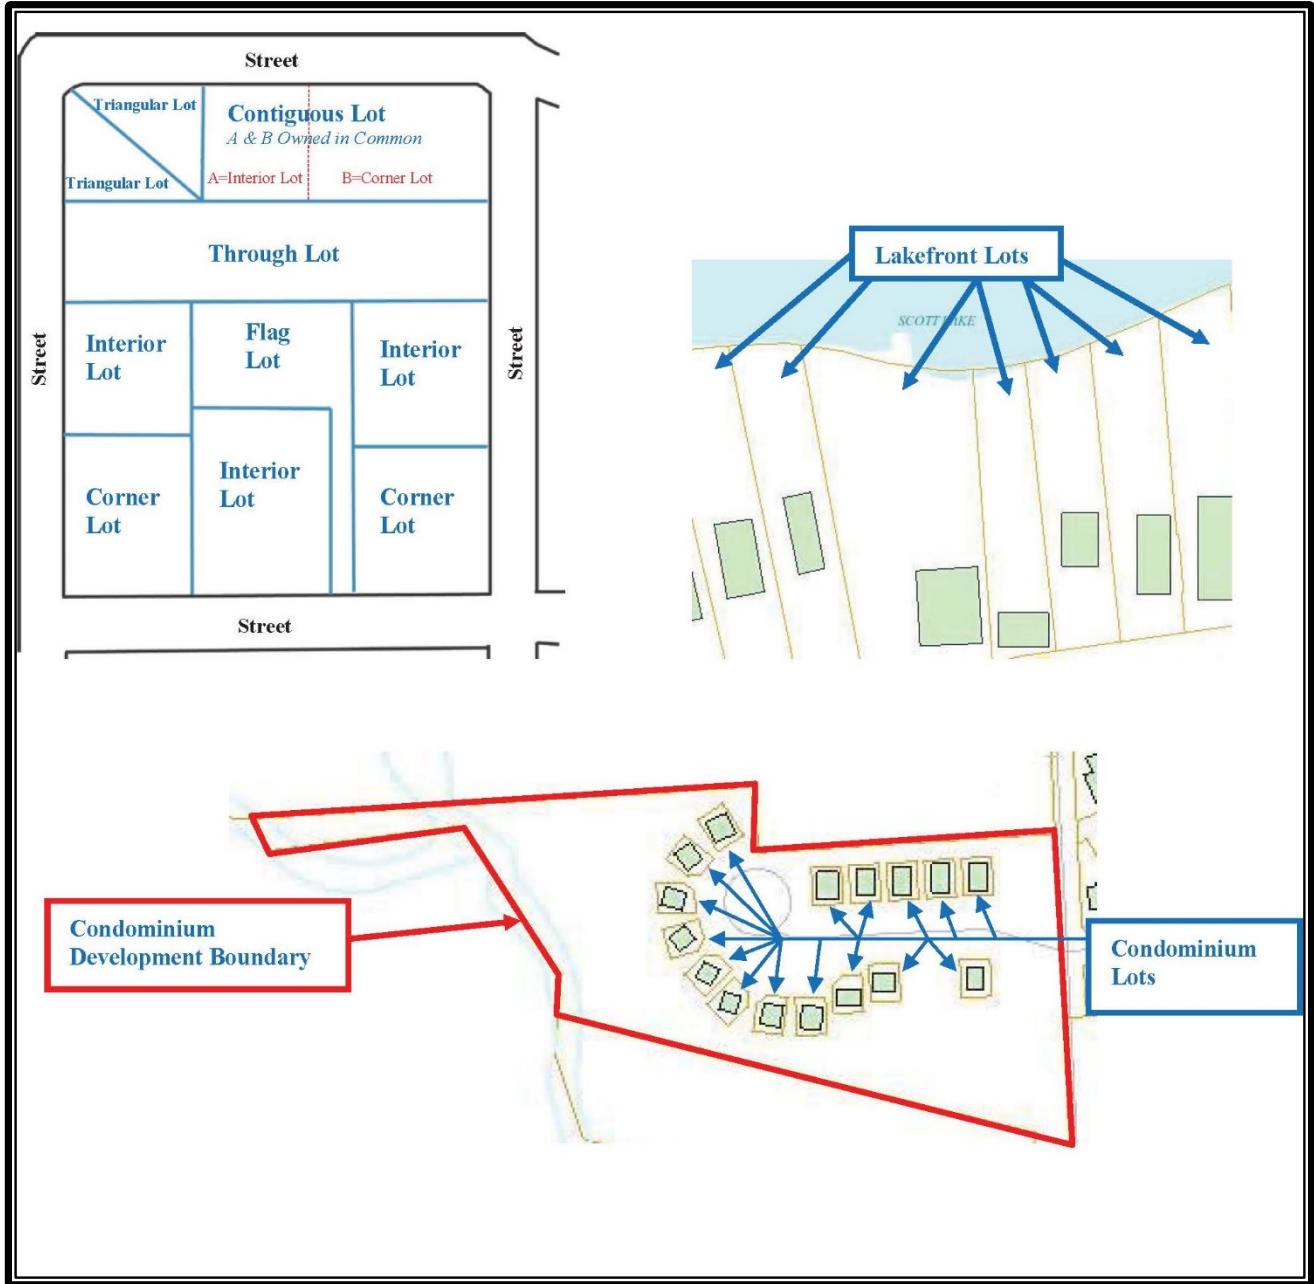 Street
Triangular Lot
Contiguous Lot
A & B Owned in Common
Triangular Lot
A=Interior Lot
B=Corner Lot
Through Lot
Street
Street
Interior
Lot
Flag
Lot
Interior
Lot
Corner
Lot
Interior
Lot
Corner
Lot
Street
Lakefront Lots
SCOTT LAKE
Condominium
Development Boundary
Condominium
Lots